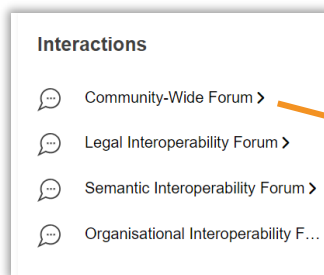 Interactions
Community-Wide Forum
Legal Interoperability Forum
Semantic Interoperability Forum
Organisational Interoperability F...